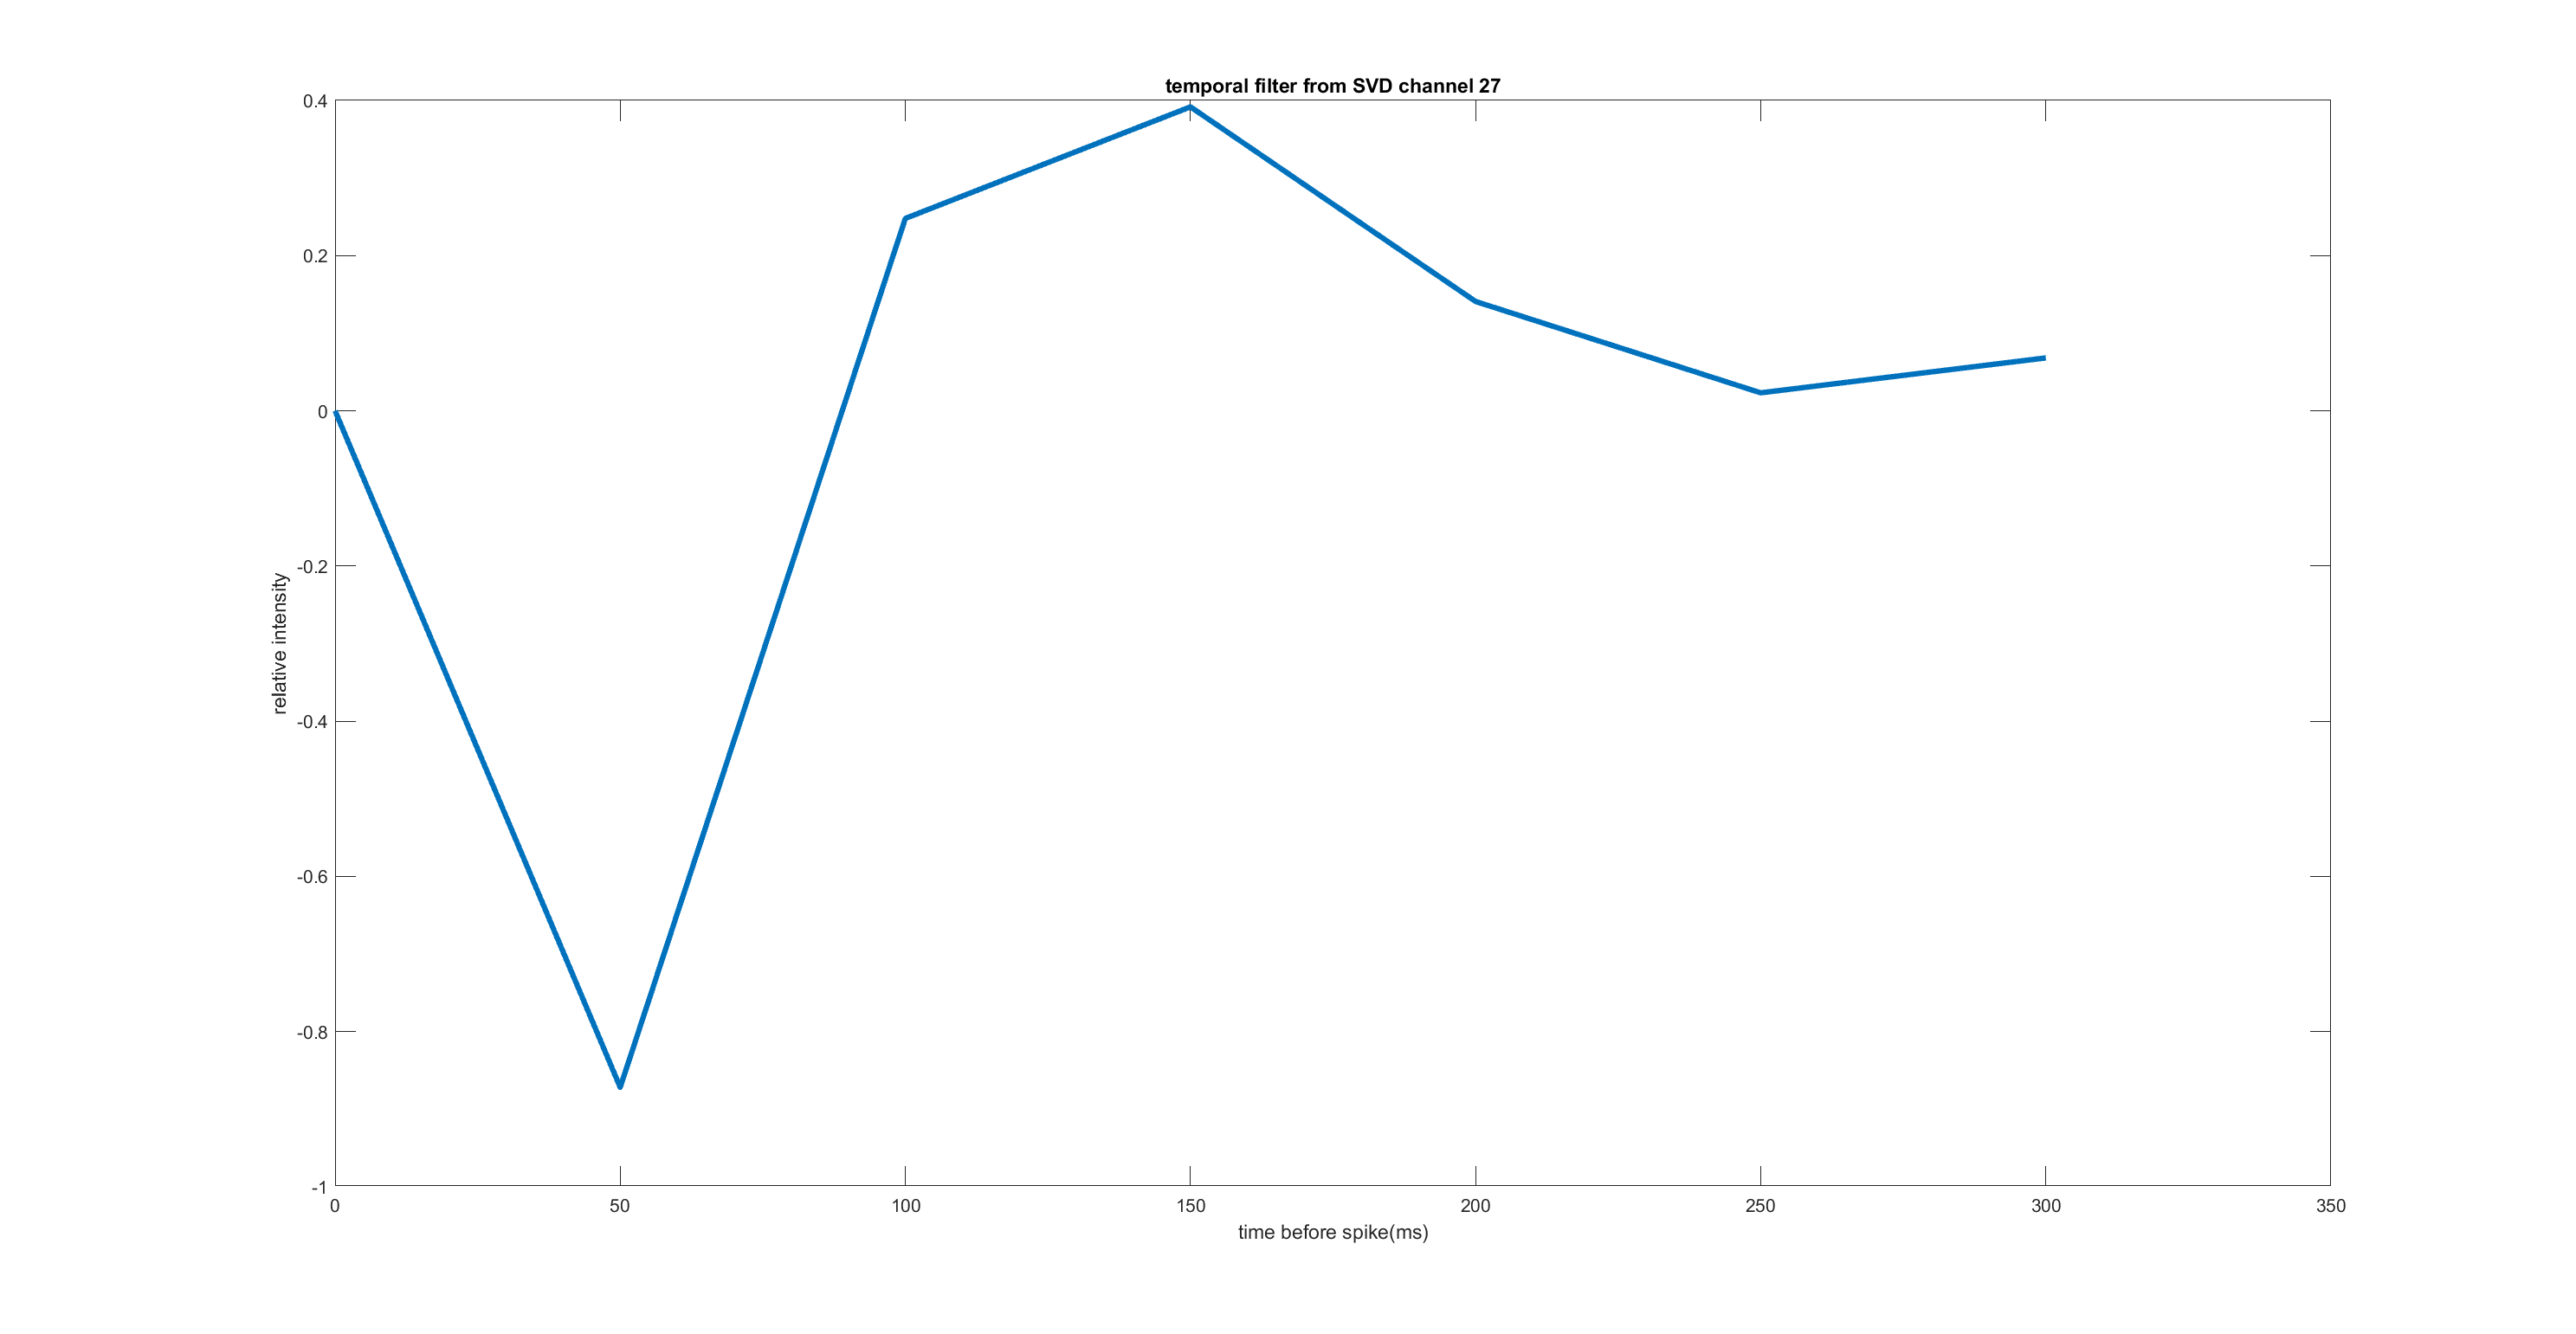 temporal filter from SVD channel 27
0.4
0.2
0
-0.2
-0.4
-0.6
-0.8
-1
relative intensity
0 50 100 150 200 250 300 350
time before spike(ms)